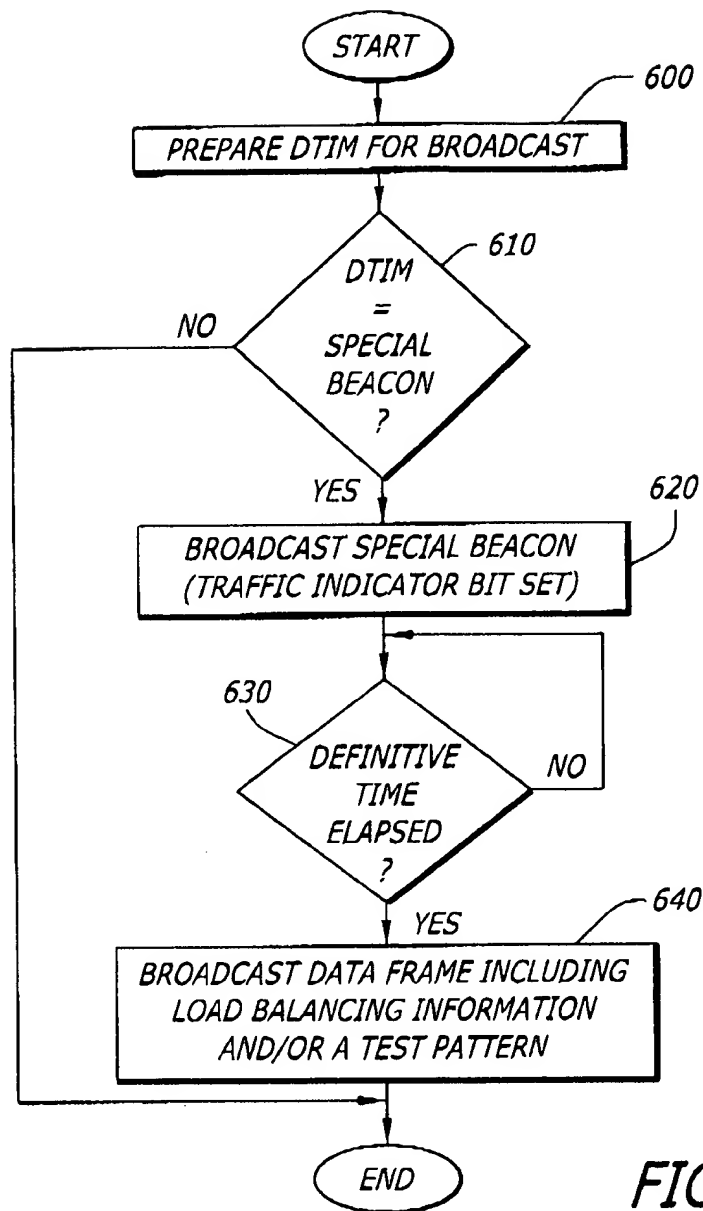 START
600
PREPARE DTIM FOR BROADCAST
610
DTIM
=
SPECIAL
BEACON
?
NO
YES
620
BROADCAST SPECIAL BEACON
(TRAFFIC INDICATOR BIT SET)
630
DEFINITIVE
TIME
ELAPSED
?
NO
YES
640
BROADCAST DATA FRAME INCLUDING
LOAD BALANCING INFORMATION
AND/OR A TEST PATTERN
END
FIG